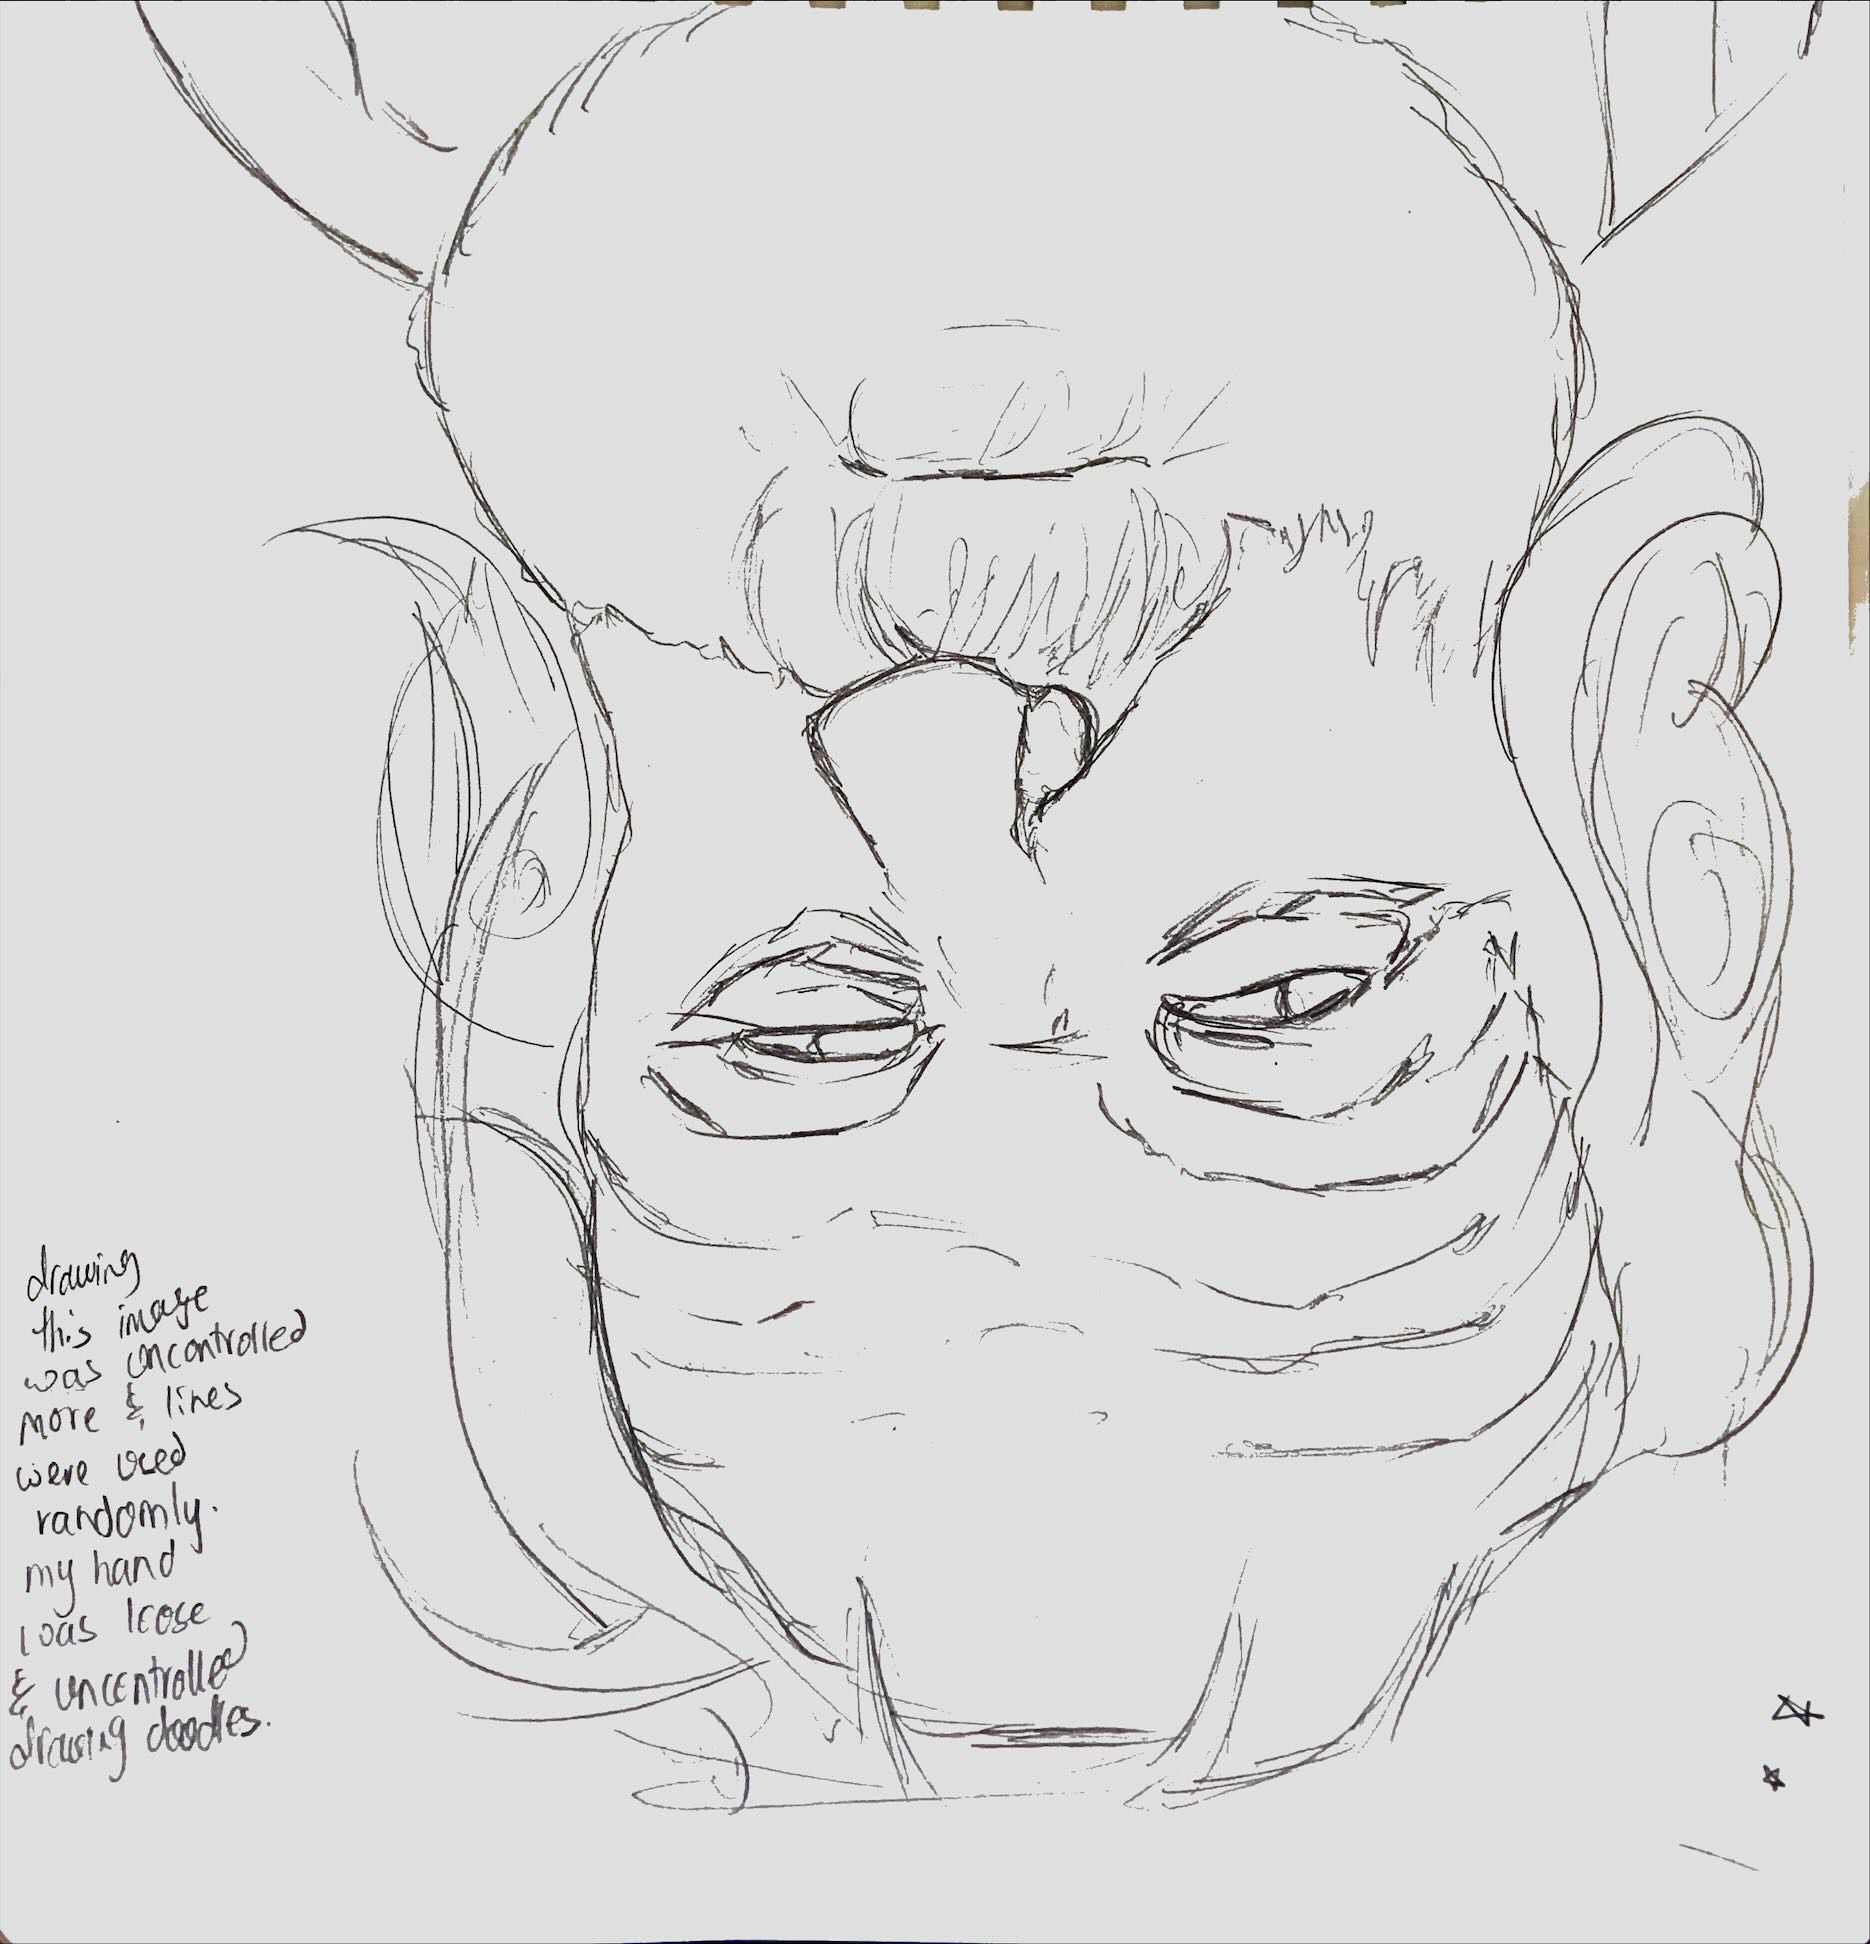 drawing
this image
was uncontrolled
more & lines
were used
randomly.
my hand
was loose
& uncontrolled
drawing doodles.